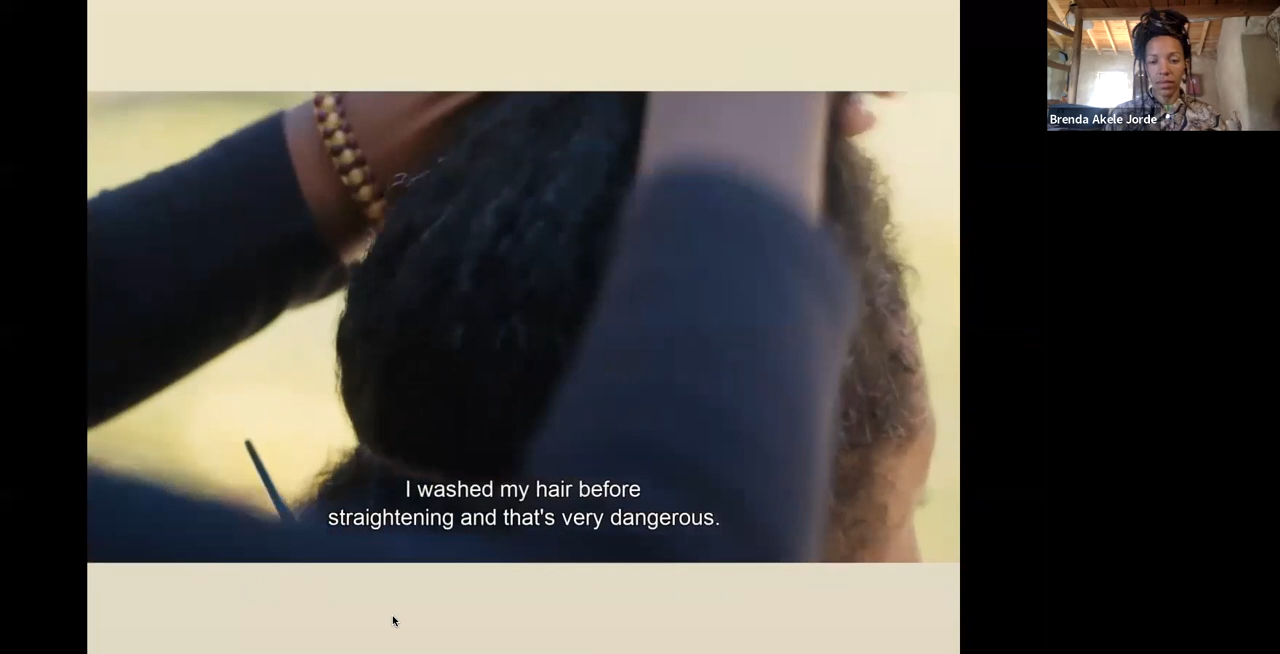 Brenda Akele Jorde
I washed my hair before
straightening and that's very dangerous.